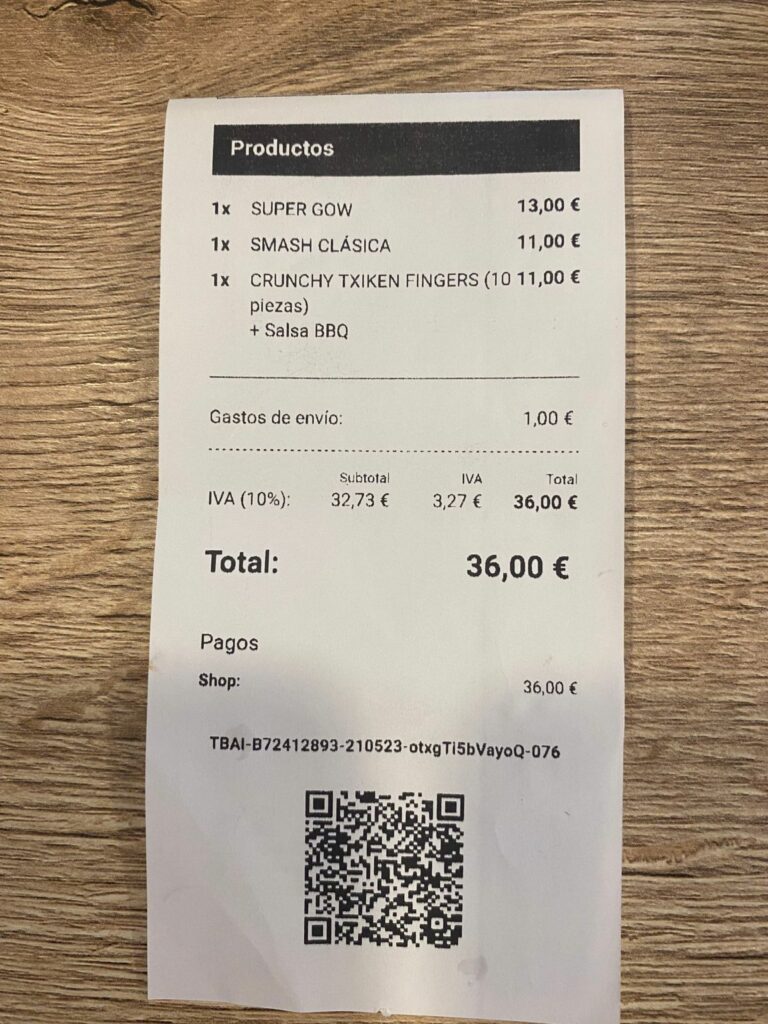 Productos
1x SUPER GOW 13,00 €
1x SMASH CLÁSICA 11,00 €
1x CRUNCHY TXIKEN FINGERS (10 11,00 €
piezas)
+ Salsa BBQ
Gastos de envío: 1,00 €
Subtotal IVA Total
IVA (10%): 32,73 € 3,27 € 36,00 €
Total: 36,00 €
Pagos
Shop: 36,00 €
TBAI-B72412893-210523-otxgTi5bVayoQ-076